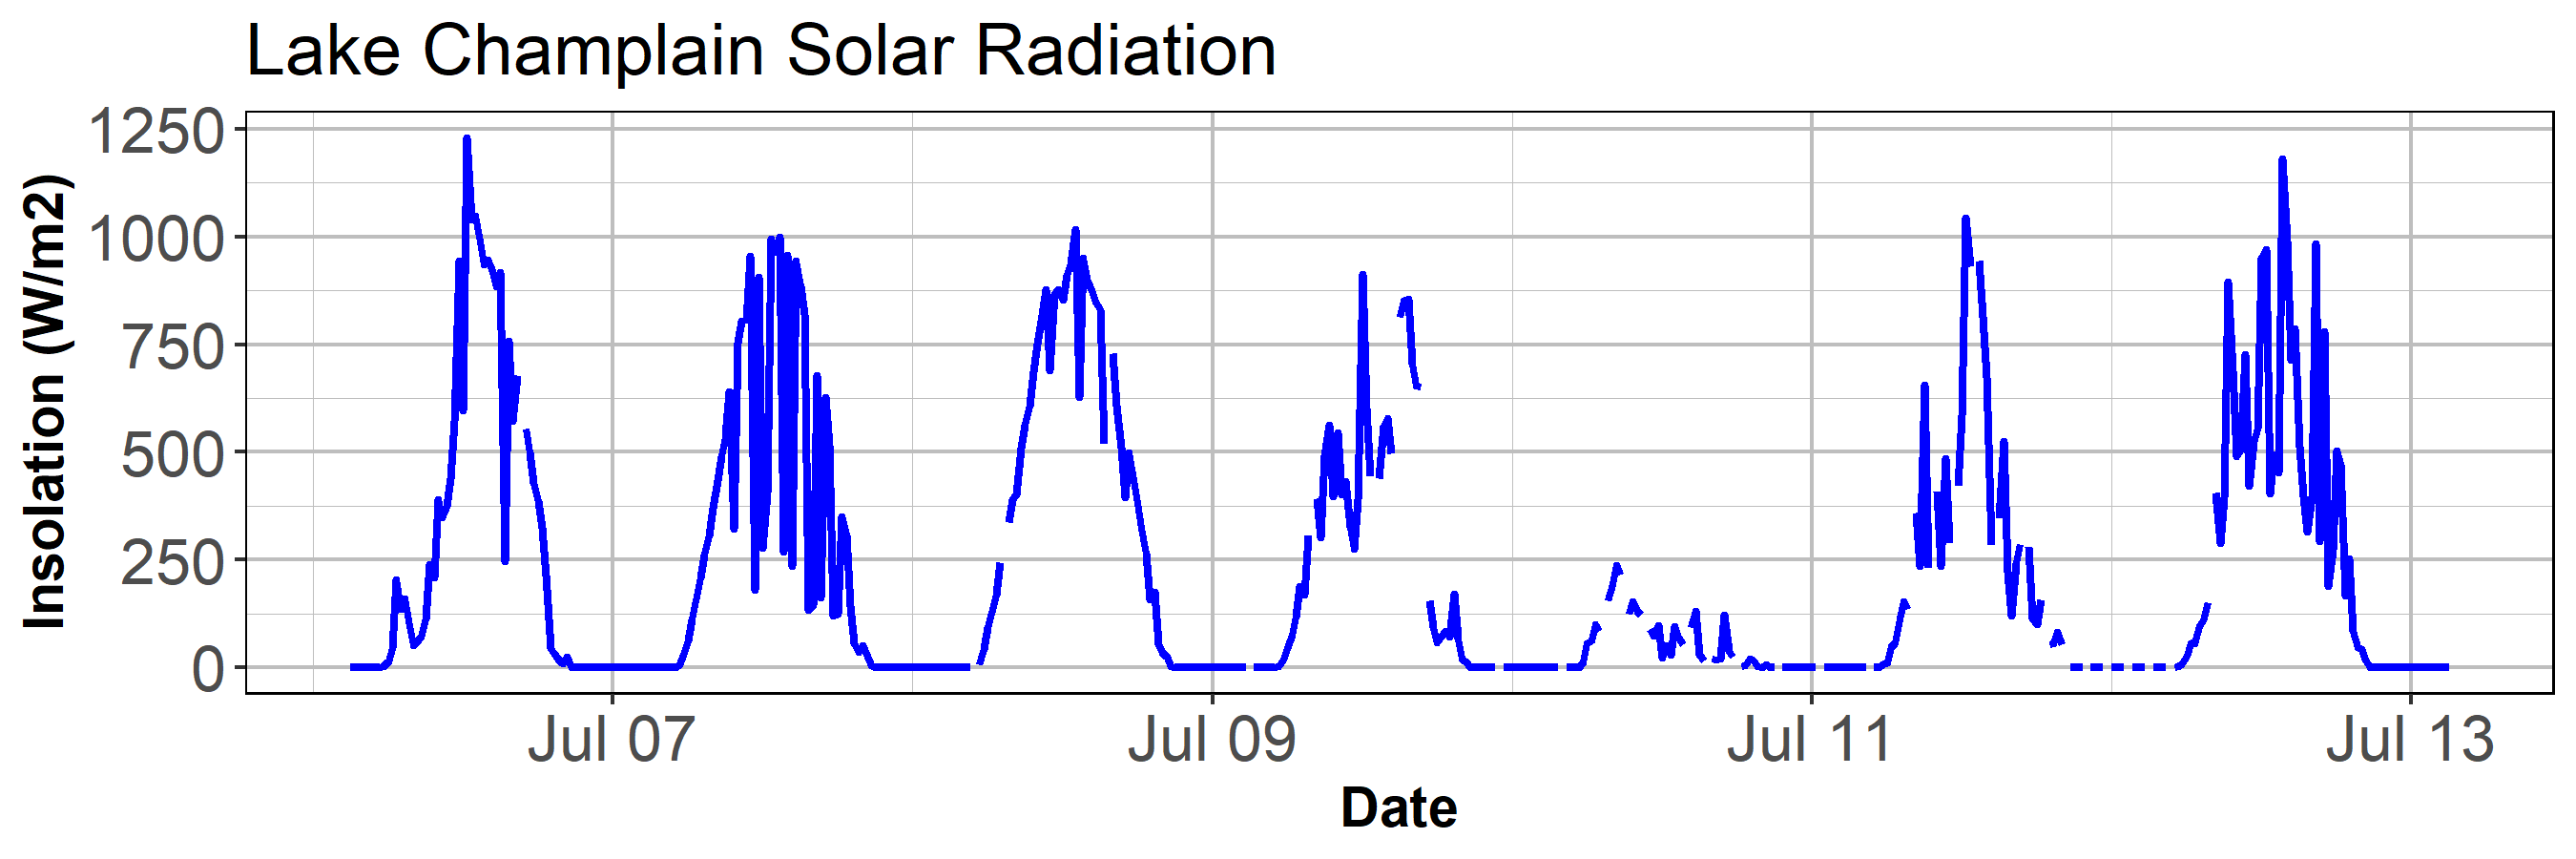 Lake Champlain Solar Radiation
1250
1000
750
500
250
0
Insolation (W/m2)
Jul 07
Jul 09
Jul 11
Jul 13
Date